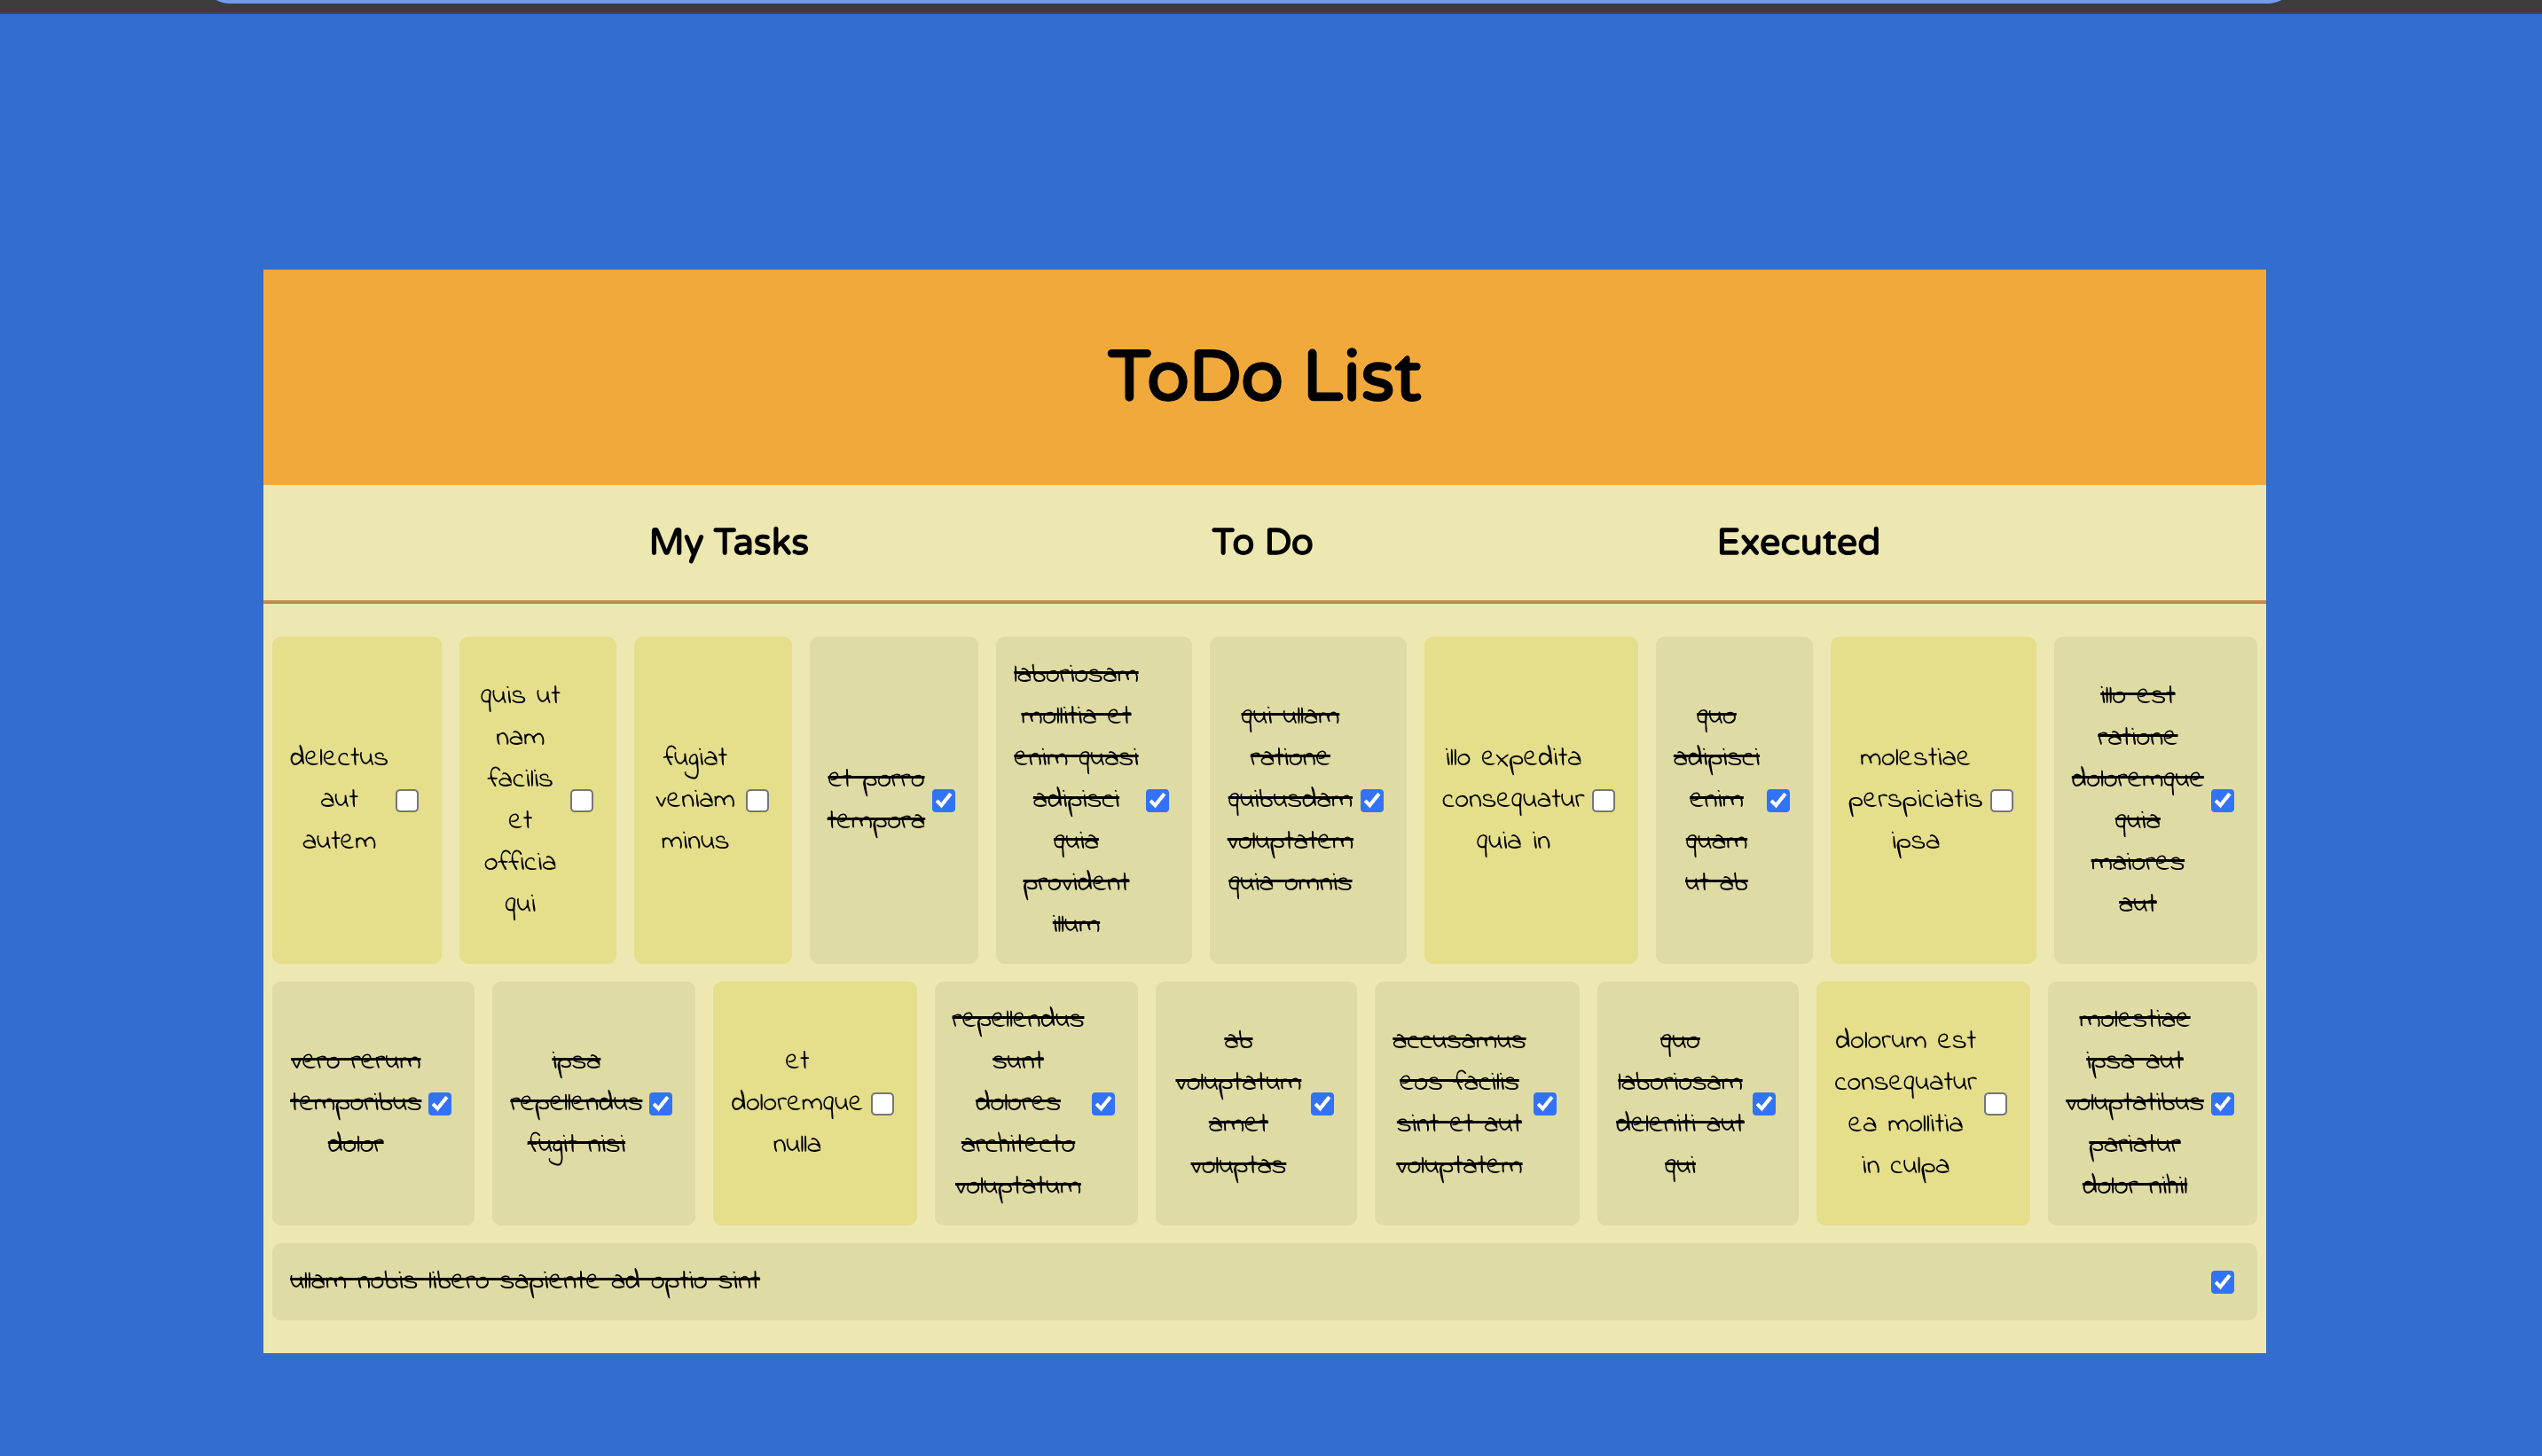 ToDo List
My Tasks
To Do
Executed
delectus
aut
autem
quis ut
nam
facilis
et
officia
qui
fugiat
veniam
minus
et porro
tempora
laboriosam
mollitia et
enim quasi
adipisci
quia
provident
illum
qui ullam
ratione
quibusdam
voluptatem
quia omnis
illo expedita
consequatur
quia in
quo
adipisci
enim
quam
ut ab
molestiae
perspiciatis
ipsa
illo est
ratione
doloremque
quia
maiores
aut
vero rerum
temporibus
dolor
ipsa
repellendus
fugit nisi
et
doloremque
nulla
repellendus
sunt
dolores
architecto
voluptatum
ab
voluptatum
amet
voluptas
accusamus
eos facilis
sint et aut
voluptatem
quo
laboriosam
deleniti aut
qui
dolorum est
consequatur
ea mollitia
in culpa
molestiae
ipsa aut
voluptatibus
pariatur
dolor nihil
ullam nobis libero sapiente ad optio sint